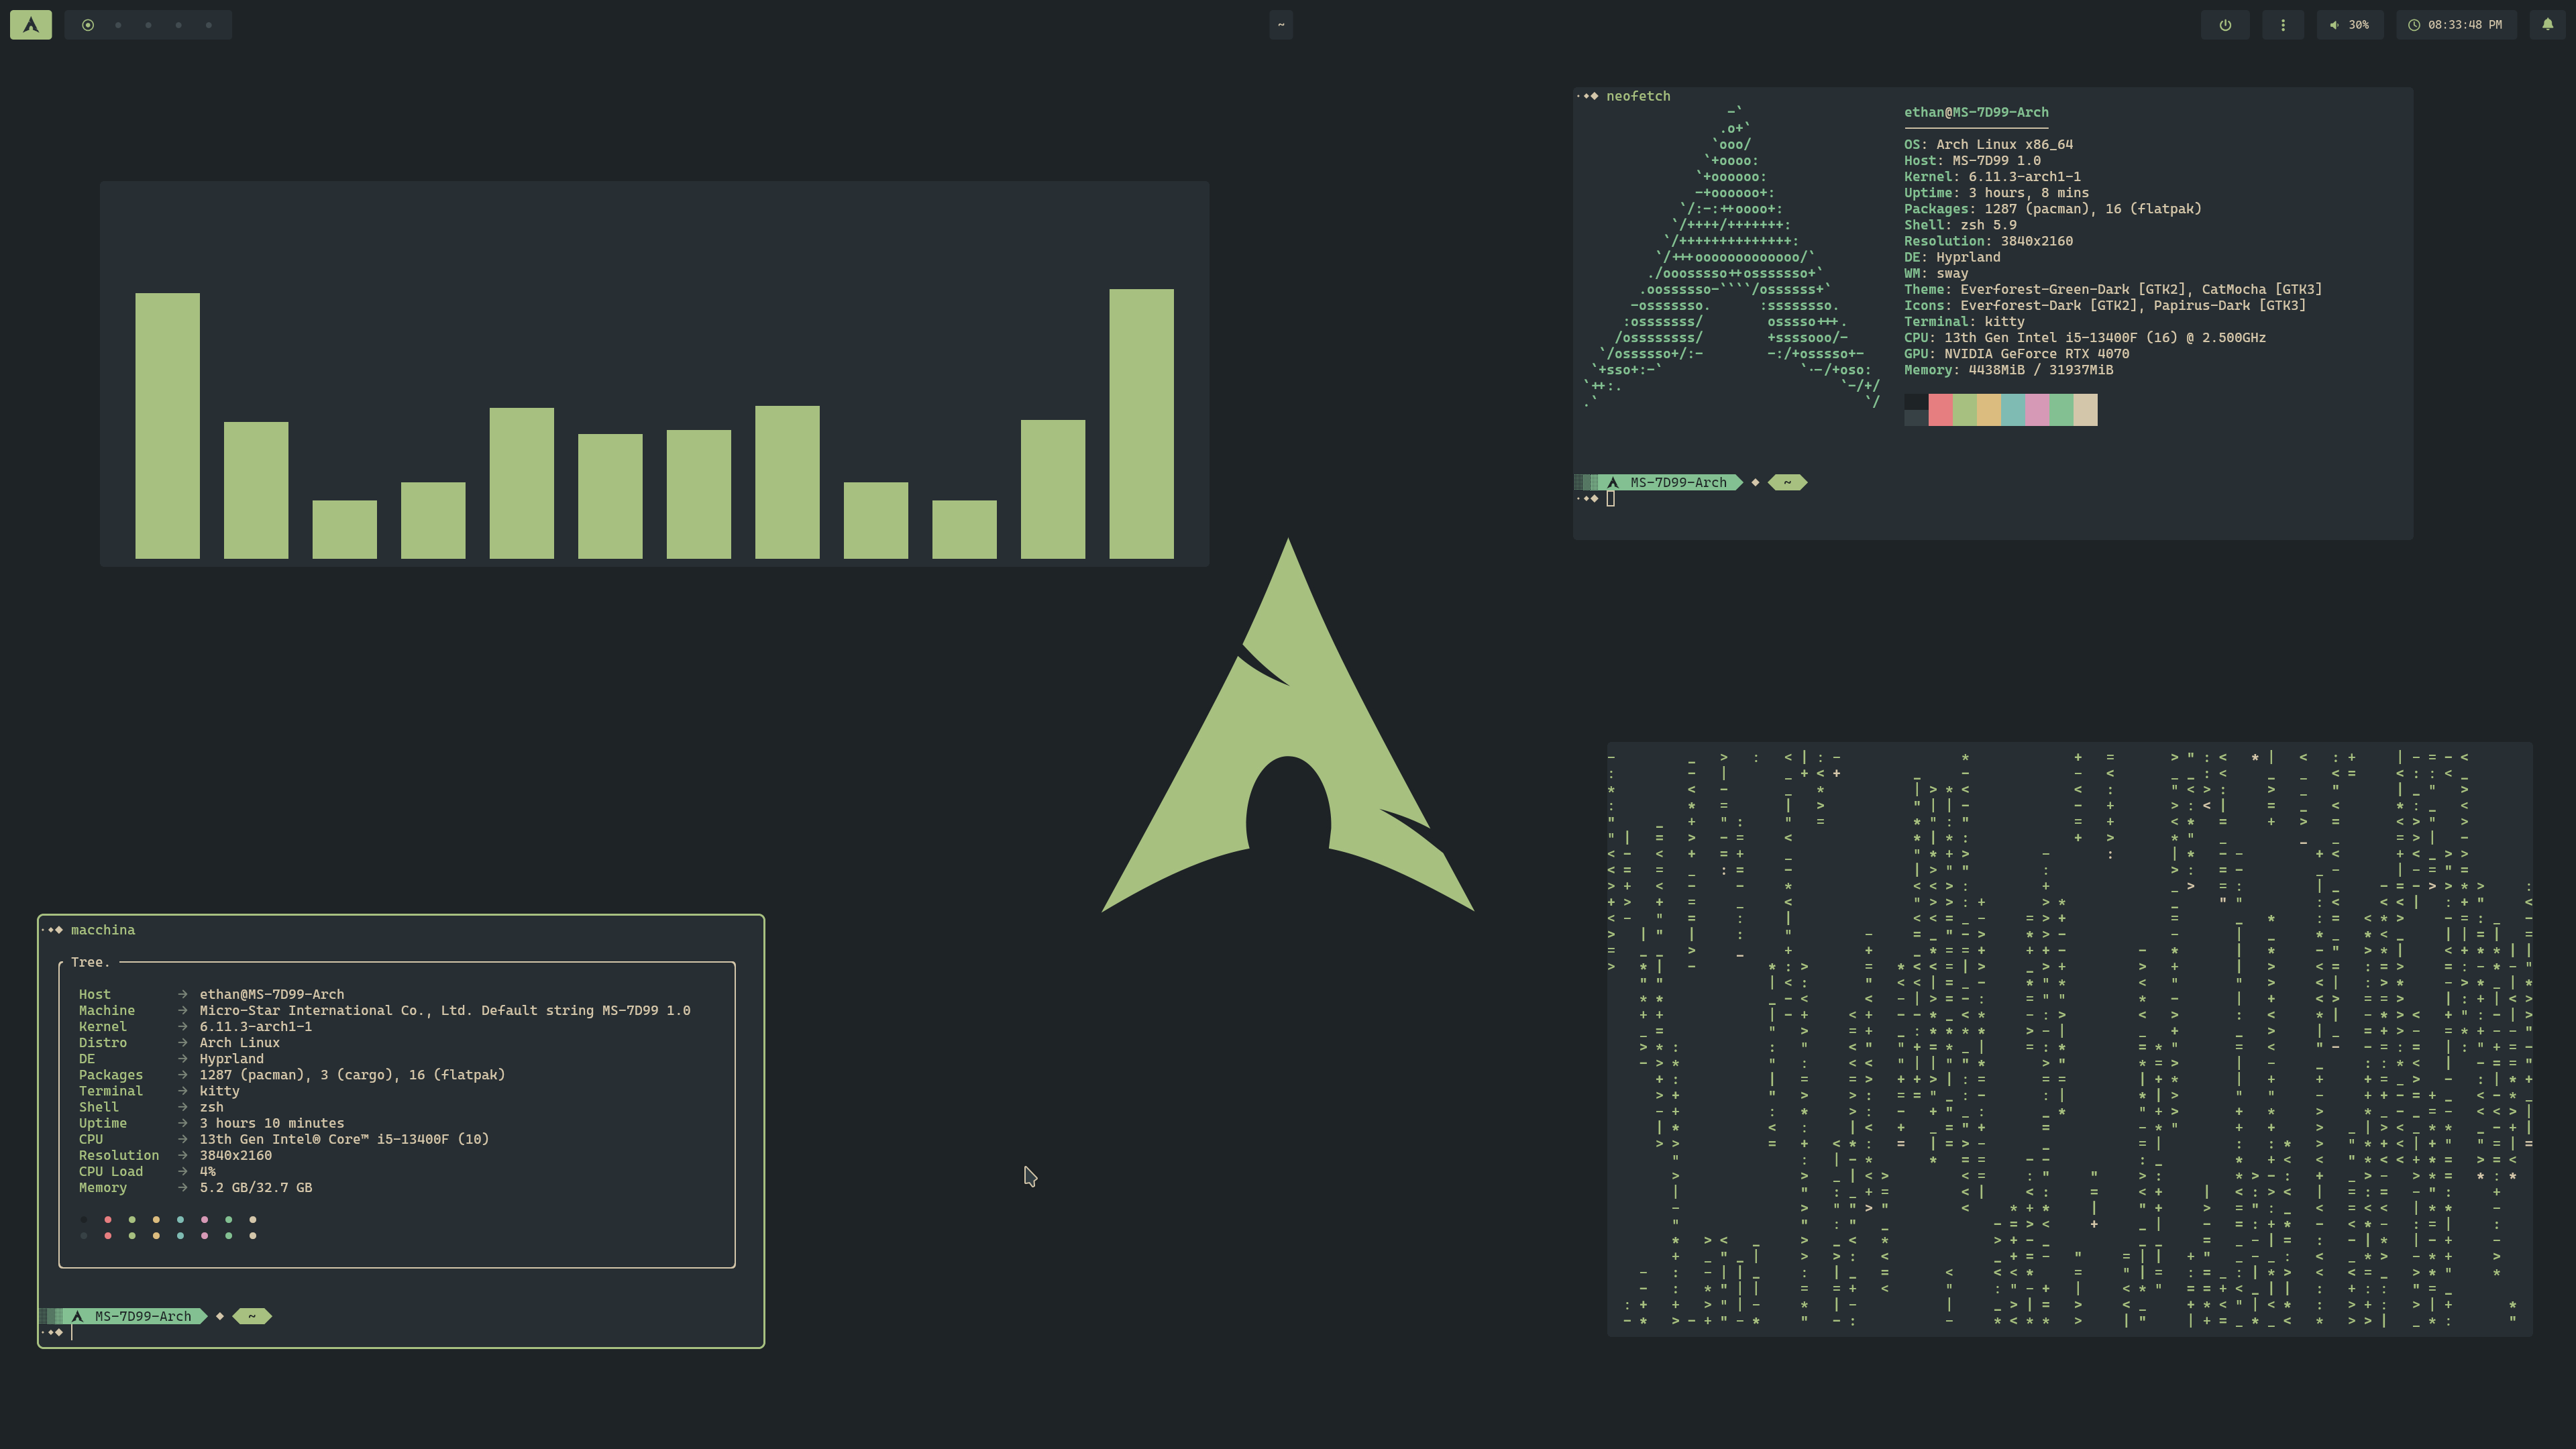 ~
30%
08:33:48 PM
neofetch
ethan@MS-7D99-Arch
OS: Arch Linux x86_64
Host: MS-7D99 1.0
Kernel: 6.11.3-arch1-1
Uptime: 3 hours, 8 mins
Packages: 1287 (pacman), 16 (flatpak)
Shell: zsh 5.9
Resolution: 3840x2160
DE: Hyprland
WM: sway
Theme: Everforest-Green-Dark [GTK2], CatMocha [GTK3]
Icons: Everforest-Dark [GTK2], Papirus-Dark [GTK3]
Terminal: kitty
CPU: 13th Gen Intel i5-13400F (16) @ 2.500GHz
GPU: NVIDIA GeForce RTX 4070
Memory: 4438MiB / 31937MiB
MS-7D99-Arch ◆ ~
macchina
Tree.
Host → ethan@MS-7D99-Arch
Machine → Micro-Star International Co., Ltd. Default string MS-7D99 1.0
Kernel → 6.11.3-arch1-1
Distro → Arch Linux
DE → Hyprland
Packages → 1287 (pacman), 3 (cargo), 16 (flatpak)
Terminal → kitty
Shell → zsh
Uptime → 3 hours 10 minutes
CPU → 13th Gen Intel® Core™ i5-13400F (10)
Resolution → 3840x2160
CPU Load → 4%
Memory → 5.2 GB/32.7 GB
MS-7D99-Arch ◆ ~